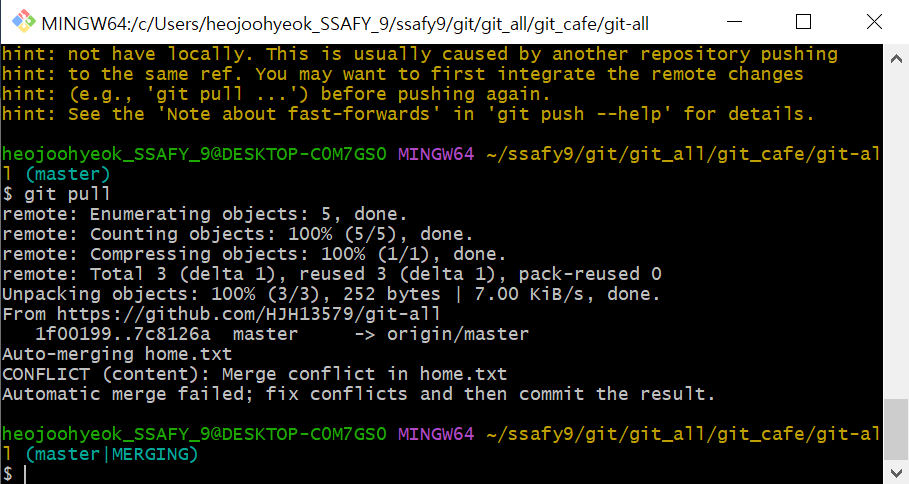 MINGW64:/c/Users/heojoohyeok_SSAFY_9/ssafy9/git/git_all/git_cafe/git-all
hint: not have locally. This is usually caused by another repository pushing
hint: to the same ref. You may want to first integrate the remote changes
hint: (e.g., 'git pull ...') before pushing again.
hint: See the 'Note about fast-forwards' in 'git push --help' for details.
heojoohyeok_SSAFY_9@DESKTOP-C0M7GS0 MINGW64 ~/ssafy9/git/git_all/git_cafe/git-al
l (master)
$ git pull
remote: Enumerating objects: 5, done.
remote: Counting objects: 100% (5/5), done.
remote: Compressing objects: 100% (1/1), done.
remote: Total 3 (delta 1), reused 3 (delta 1), pack-reused 0
Unpacking objects: 100% (3/3), 252 bytes | 7.00 KiB/s, done.
From https://github.com/HJH13579/git-all
   1f00199..7c8126a  master     -> origin/master
Auto-merging home.txt
CONFLICT (content): Merge conflict in home.txt
Automatic merge failed; fix conflicts and then commit the result.
heojoohyeok_SSAFY_9@DESKTOP-C0M7GS0 MINGW64 ~/ssafy9/git/git_all/git_cafe/git-al
l (master|MERGING)
$